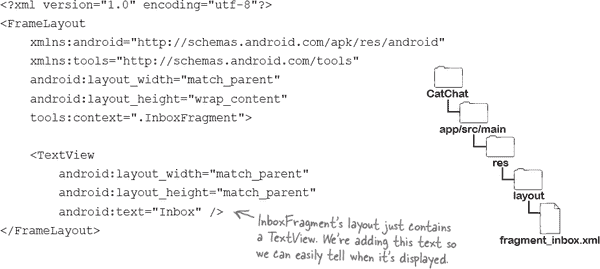 <?xml version="1.0" encoding="utf-8"?>
<FrameLayout
xmlns:android="http://schemas.android.com/apk/res/android"
xmlns:tools="http://schemas.android.com/tools"
android:layout_width="match_parent"
android:layout_height="wrap_content"
tools:context=".InboxFragment">
<TextView
android:layout_width="match_parent"
android:layout_height="match_parent"
android:text="Inbox" />
</FrameLayout>
InboxFragment's layout just contains
a TextView. We're adding this text so
we can easily tell when it's displayed.
CatChat
app/src/main
res
layout
fragment_inbox.xml